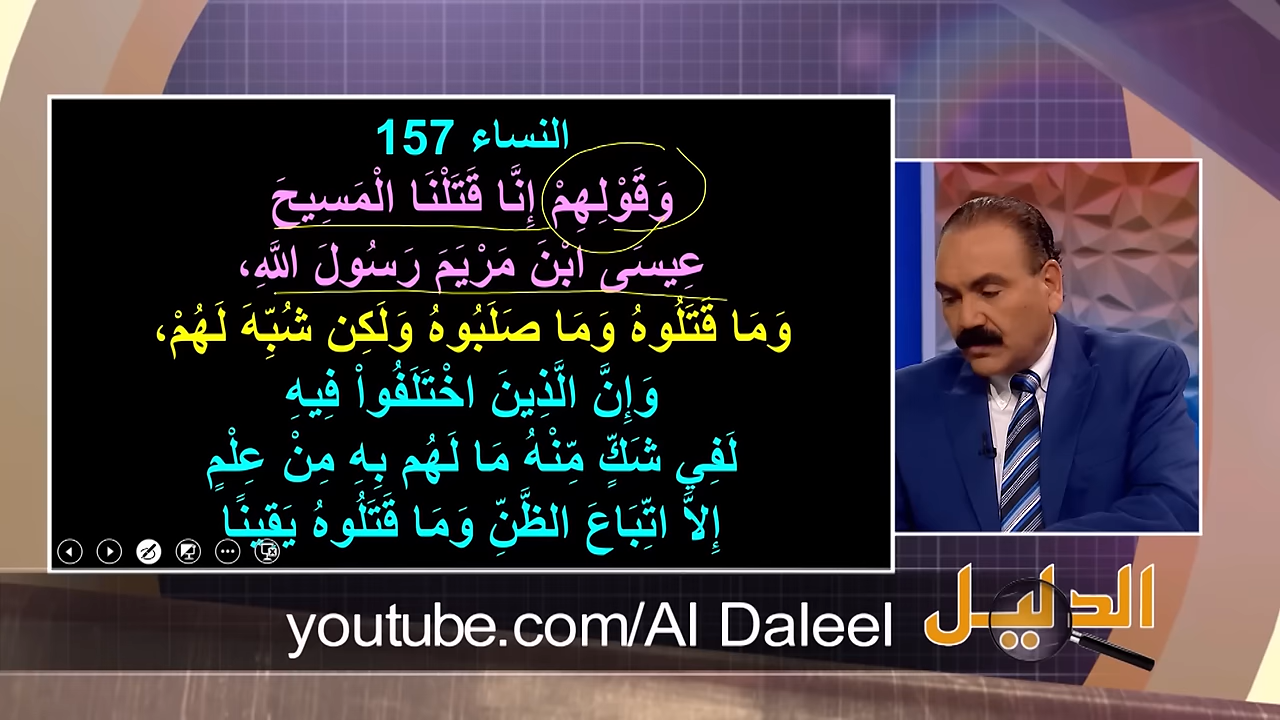 النساء 157
وَقَوْلِهِمْ إِنَّا قَتَلْنَا الْمَسِيحَ
عِيسَى ابْنَ مَرْيَمَ رَسُولَ اللَّهِ،
وَمَا قَتَلُوهُ وَمَا صَلَبُوهُ وَلَكِن شُبِّهَ لَهُمْ،
وَإِنَّ الَّذِينَ اخْتَلَفُواْ فِيهِ
لَفِي شَكٍّ مِّنْهُ مَا لَهُم بِهِ مِنْ عِلْمٍ
إِلاَّ اتِّبَاعَ الظَّنِّ وَمَا قَتَلُوهُ يَقِينًا
youtube.com/Al Daleel
الدليل